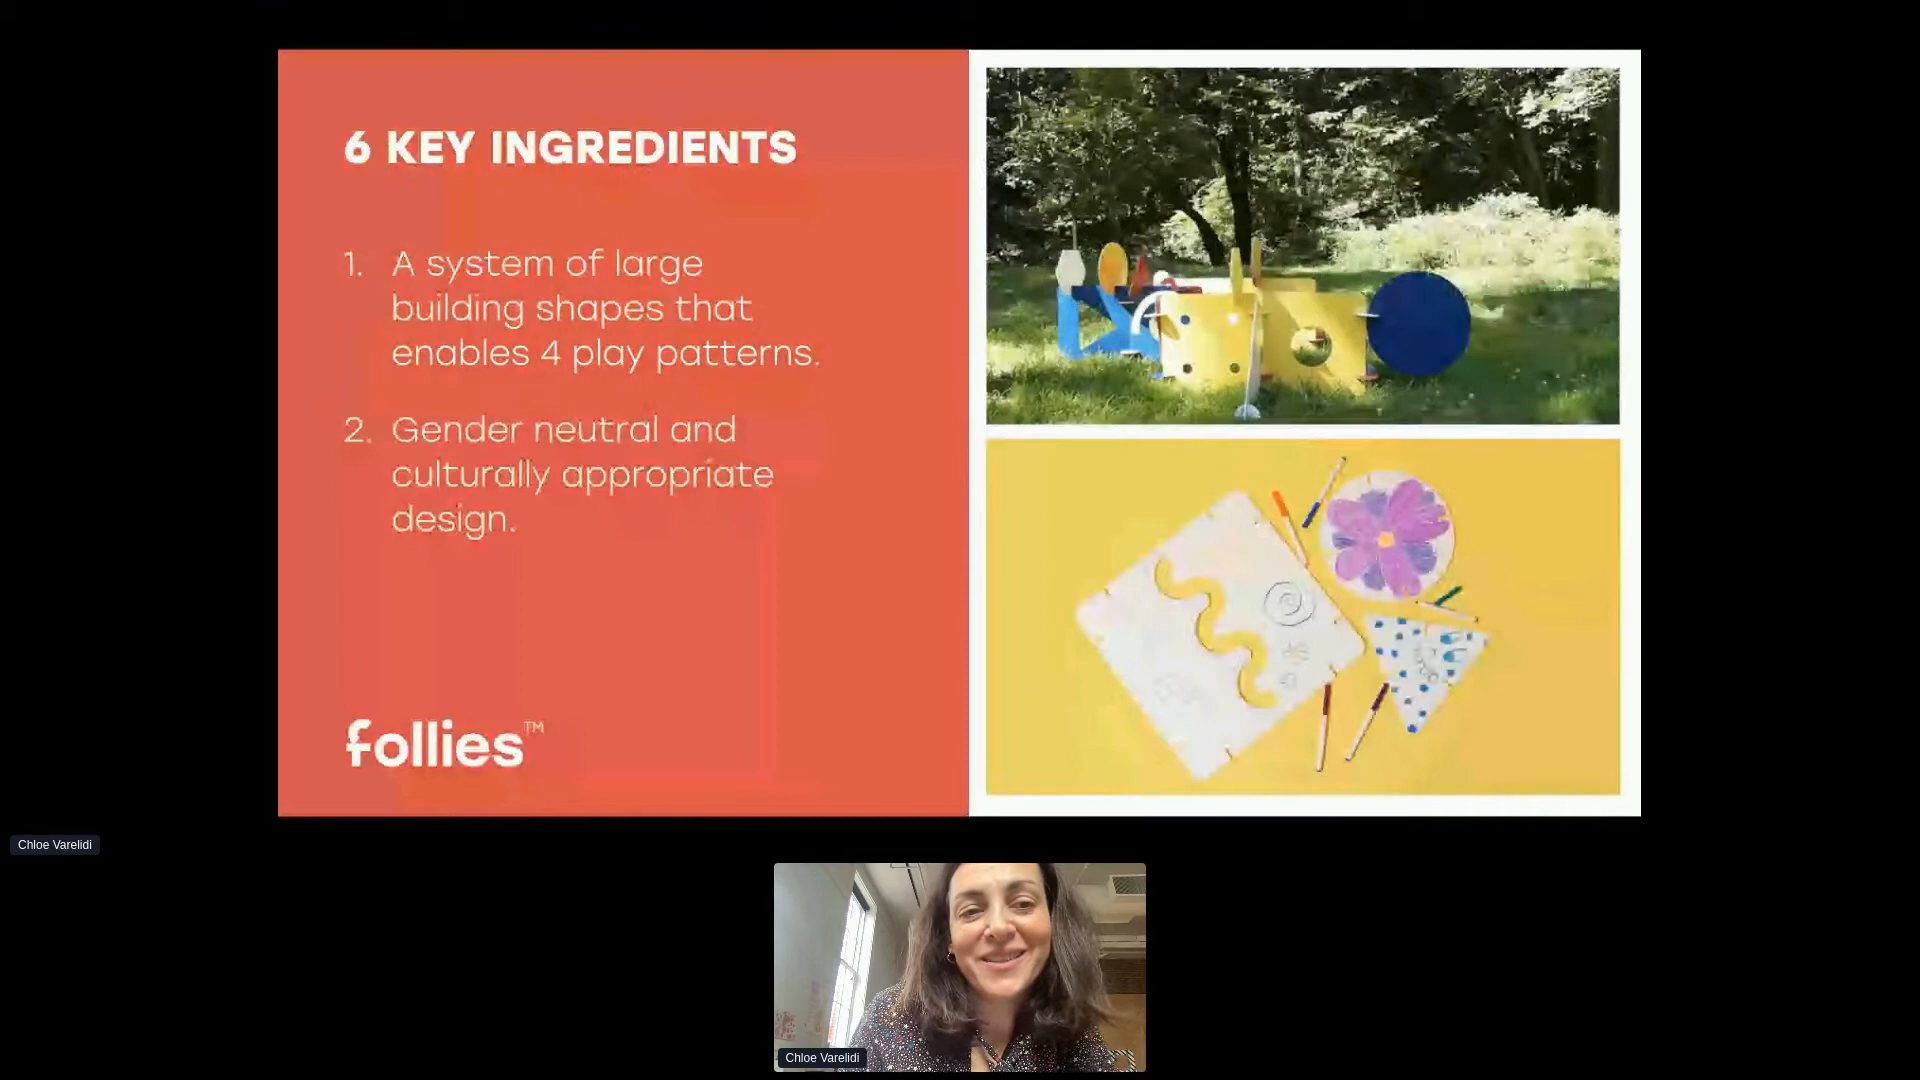 6 KEY INGREDIENTS
1. A system of large
building shapes that
enables 4 play patterns.
2. Gender neutral and
culturally appropriate
design.
follies™
Chloe Varelidi
Chloe Varelidi